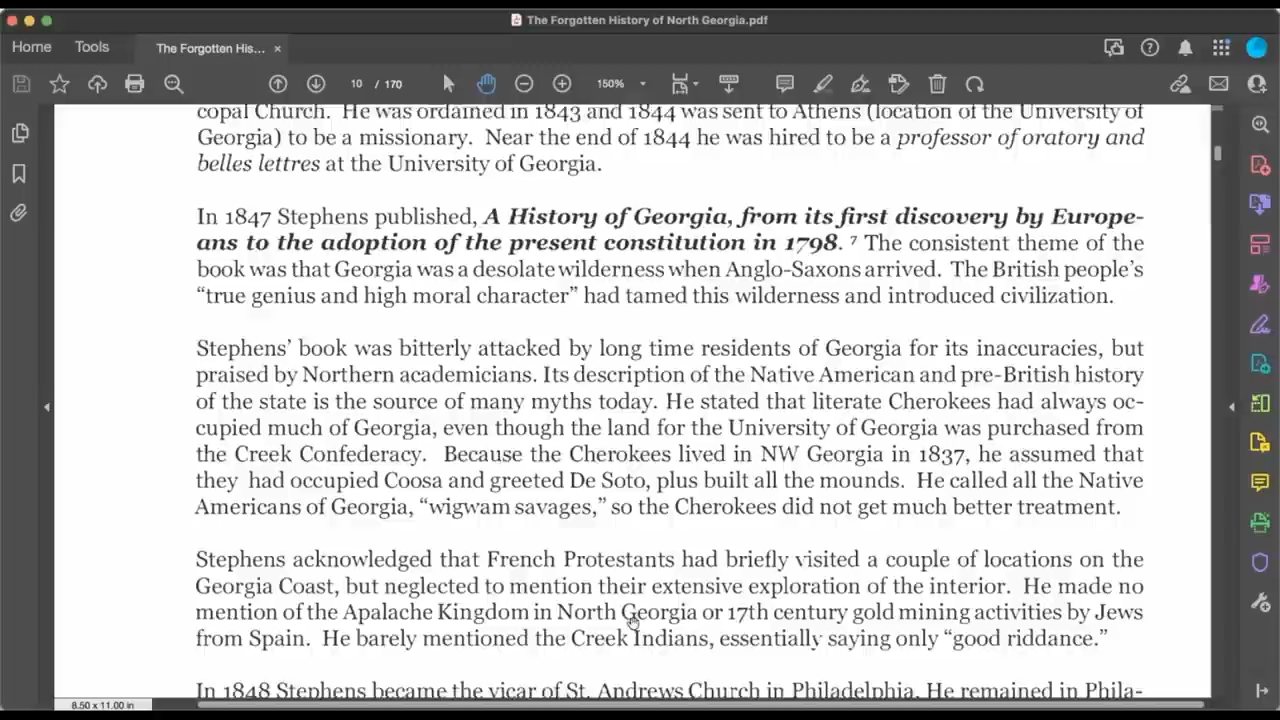 The Forgotten History of North Georgia.pdf
Home Tools The Forgotten His... ×
10 / 170 150%
copal Church. He was ordained in 1843 and 1844 was sent to Athens (location of the University of
Georgia) to be a missionary. Near the end of 1844 he was hired to be a professor of oratory and
belles lettres at the University of Georgia.
In 1847 Stephens published, A History of Georgia, from its first discovery by Europe-
ans to the adoption of the present constitution in 1798. 7 The consistent theme of the
book was that Georgia was a desolate wilderness when Anglo-Saxons arrived. The British people's
“true genius and high moral character” had tamed this wilderness and introduced civilization.
Stephens’ book was bitterly attacked by long time residents of Georgia for its inaccuracies, but
praised by Northern academicians. Its description of the Native American and pre-British history
of the state is the source of many myths today. He stated that literate Cherokees had always oc-
cupied much of Georgia, even though the land for the University of Georgia was purchased from
the Creek Confederacy. Because the Cherokees lived in NW Georgia in 1837, he assumed that
they had occupied Coosa and greeted De Soto, plus built all the mounds. He called all the Native
Americans of Georgia, “wigwam savages,” so the Cherokees did not get much better treatment.
Stephens acknowledged that French Protestants had briefly visited a couple of locations on the
Georgia Coast, but neglected to mention their extensive exploration of the interior. He made no
mention of the Apalache Kingdom in North Georgia or 17th century gold mining activities by Jews
from Spain. He barely mentioned the Creek Indians, essentially saying only “good riddance.”
In 1848 Stephens became the vicar of St. Andrews Church in Philadelphia. He remained in Phila-
8.50 x 11.00 in